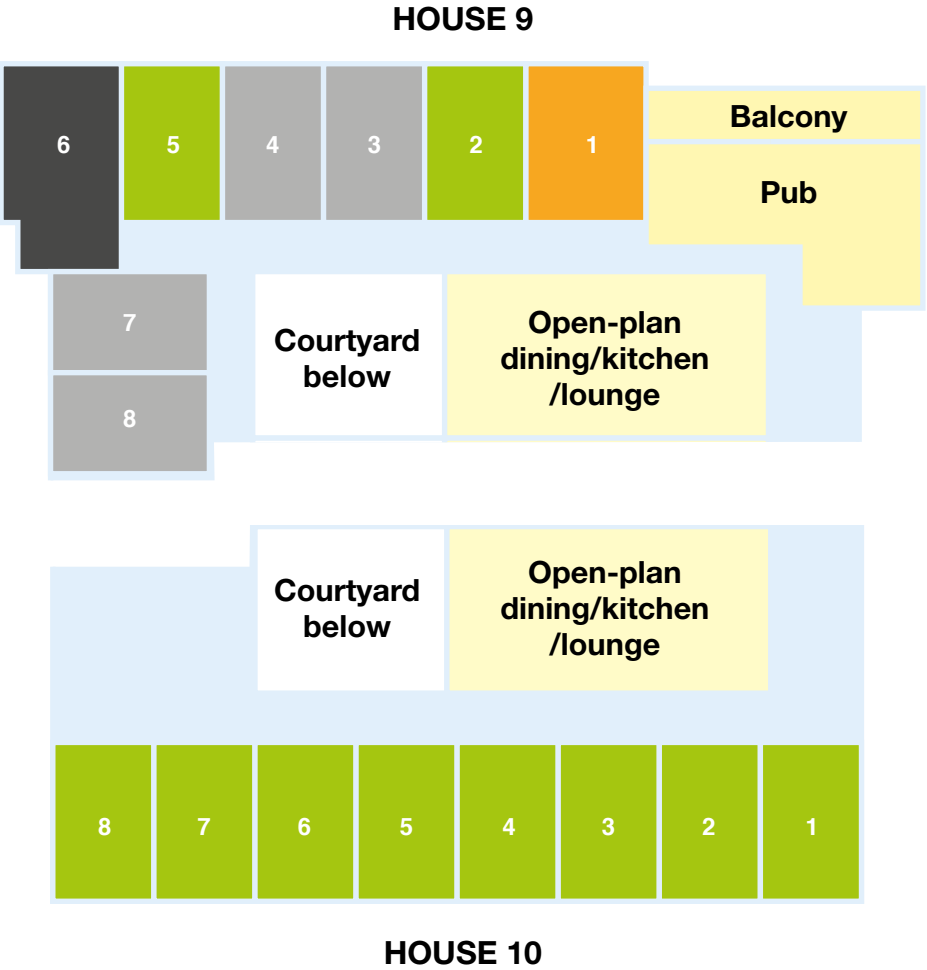 HOUSE 9
6
5
4
3
2
1
Balcony
Pub
7
8
Courtyard
below
Open-plan
dining/kitchen
/lounge
Courtyard
below
Open-plan
dining/kitchen
/lounge
8
7
6
5
4
3
2
1
HOUSE 10